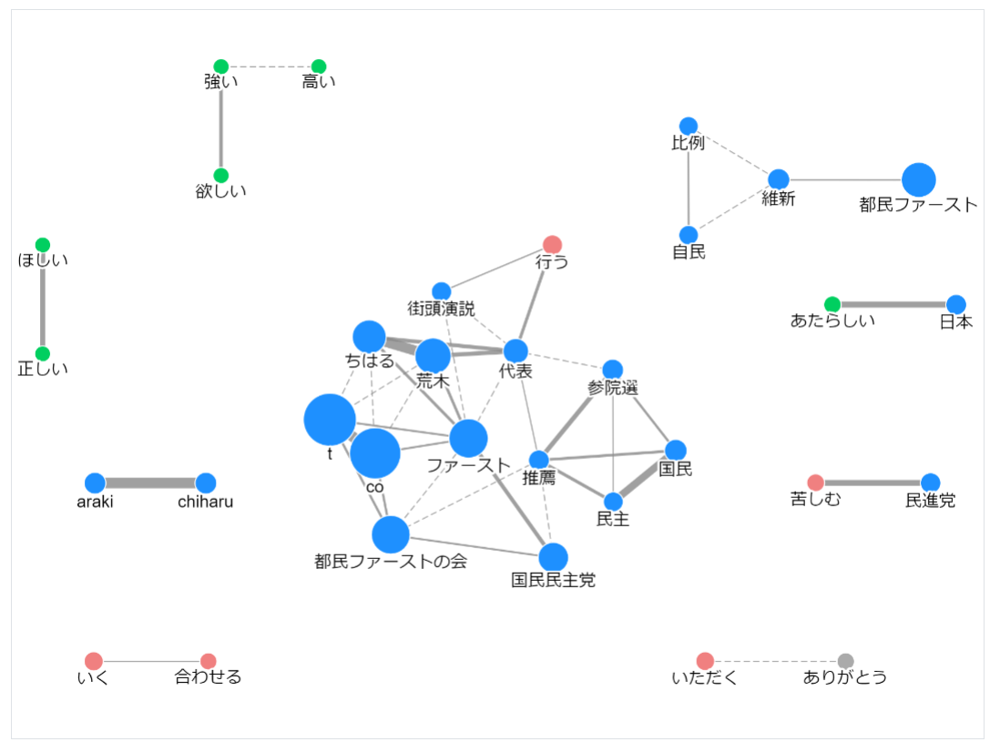 強い
高い
欲しい
比例
維新
都民ファースト
自民
ほしい
正しい
行う
街頭演説
あたらしい
日本
ちはる
荒木
代表
参院選
t
co
ファースト
推薦
国民
民主
araki
chiharu
苦しむ
民進党
都民ファーストの会
国民民主党
いく
合わせる
いただく
ありがとう